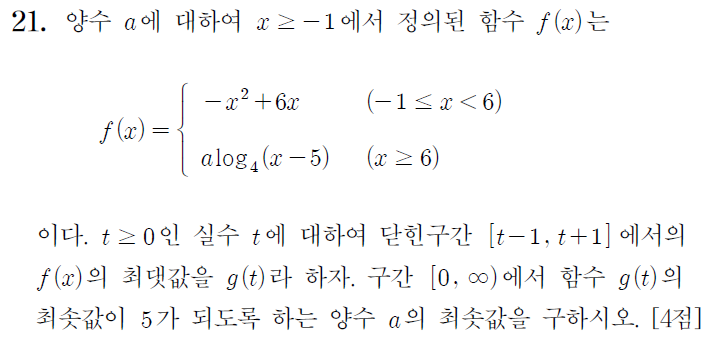 21. 양수 a에 대하여 x ≥ −1에서 정의된 함수 f(x)는
f(x) = { −x² + 6x (−1 ≤ x < 6)
a log₄(x − 5) (x ≥ 6)
이다. t ≥ 0인 실수 t에 대하여 닫힌구간 [t−1, t+1]에서의
f(x)의 최댓값을 g(t)라 하자. 구간 [0, ∞)에서 함수 g(t)의
최솟값이 5가 되도록 하는 양수 a의 최솟값을 구하시오. [4점]